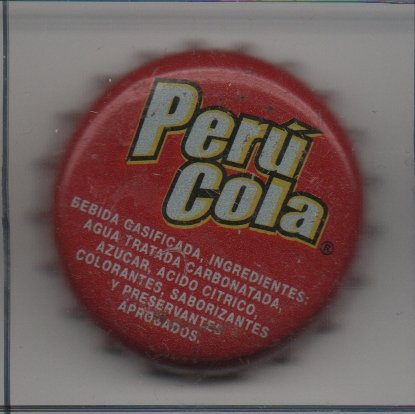 Perú
Cola®
BEBIDA GASIFICADA, INGREDIENTES:
AGUA TRATADA CARBONATADA,
AZUCAR, ACIDO CITRICO,
COLORANTES, SABORIZANTES
Y PRESERVANTES
APROBADOS.